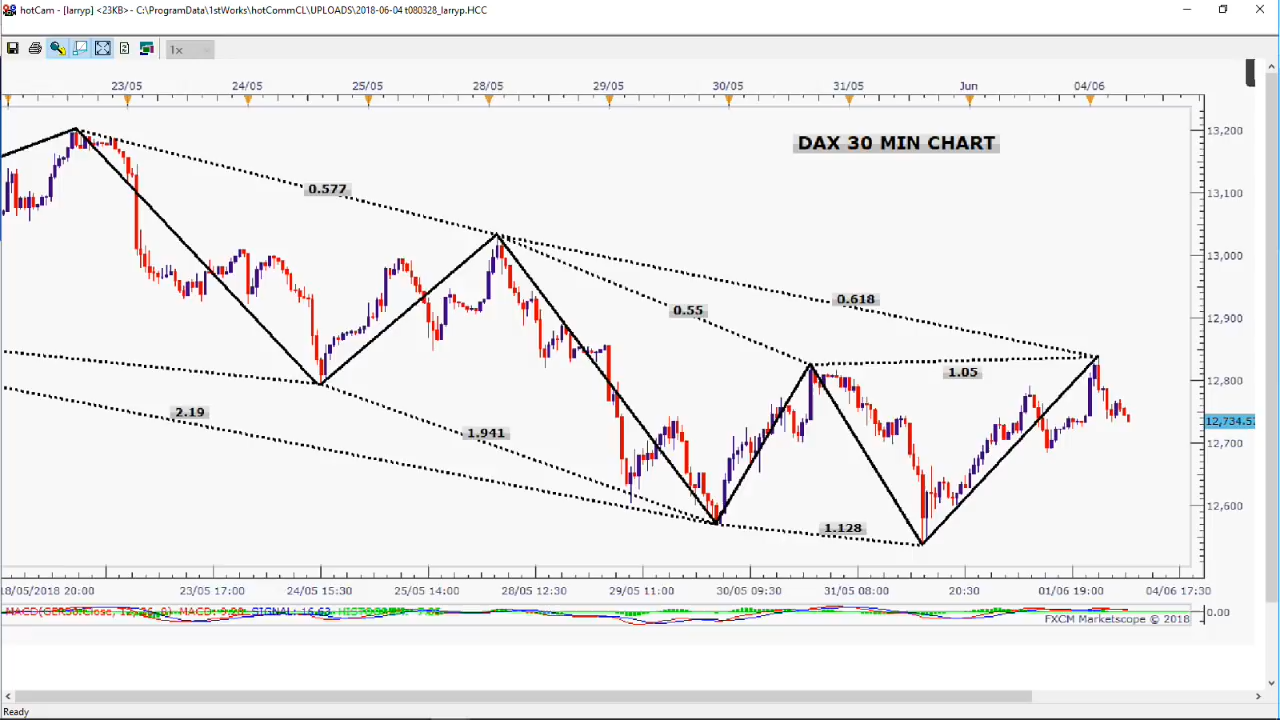 hotCam - [larryp] <23KB> - C:\ProgramData\1stWorks\hotCommCL\UPLOADS\2018-06-04 t080328_larryp.HCC
1x
23/05 24/05 25/05 28/05 29/05 30/05 31/05 Jun 04/06
DAX 30 MIN CHART
13,200
0.577
13,100
13,000
0.618
0.55
12,900
1.05
12,800
2.19
12,734.5
1.941
12,700
12,600
1.128
18/05/2018 20:00 23/05 17:00 24/05 15:30 25/05 14:00 28/05 12:30 29/05 11:00 30/05 09:30 31/05 08:00 20:30 01/06 19:00 04/06 17:30
MACD: 9.20 SIGNAL: 16.63
0.00
FXCM Marketscope © 2018
Ready